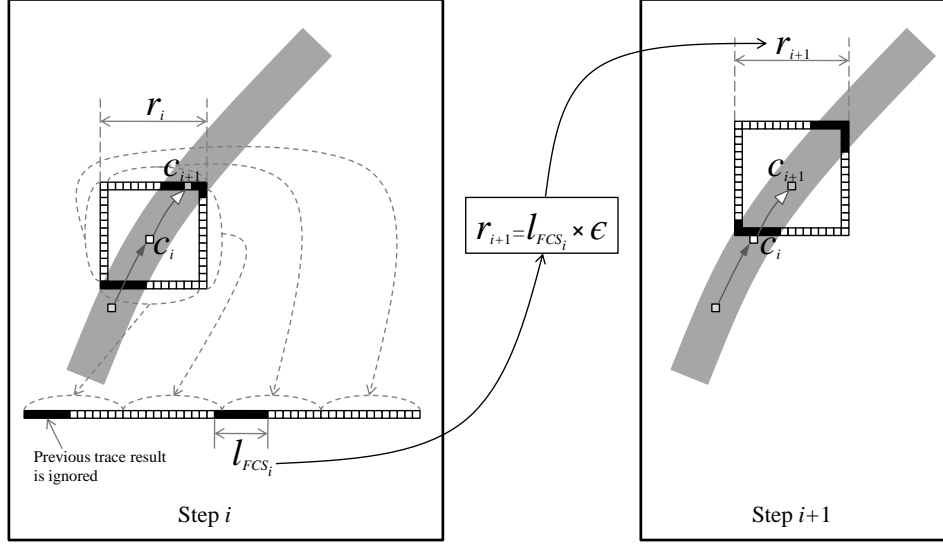 r_i
c_{i+1}
c_i
Previous trace result
is ignored
l_{FCS_i}
Step i
r_{i+1}=l_{FCS_i} × ϵ
r_{i+1}
c_{i+1}
c_i
Step i+1